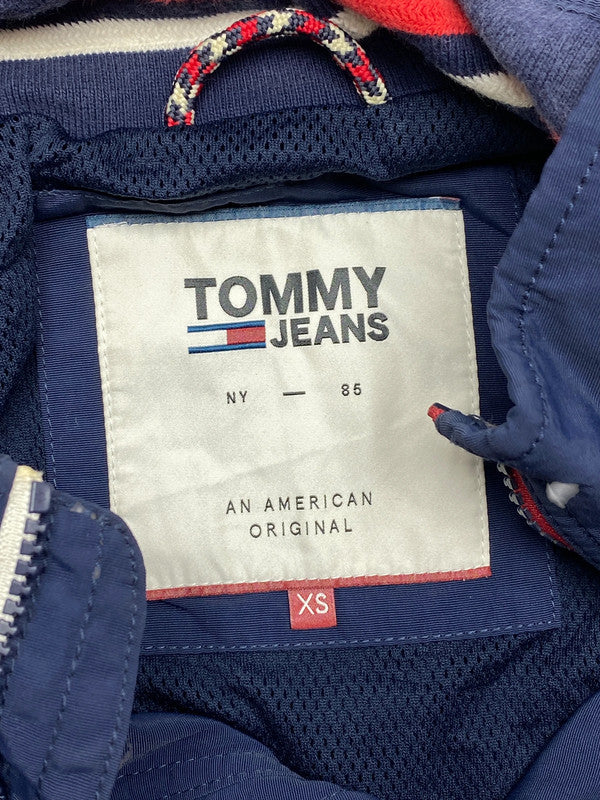 TOMMY
JEANS
NY — 85
AN AMERICAN
ORIGINAL
XS